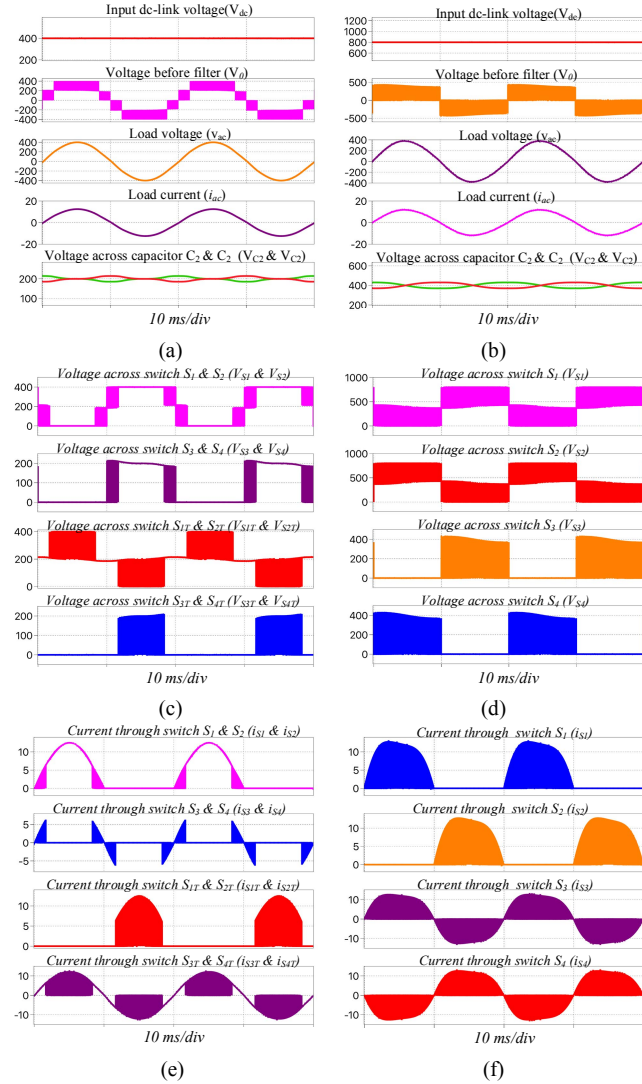 Input dc-link voltage(Vdc)
600
400
200
Voltage before filter (V0)
400
200
0
-200
-400
Load voltage (vac)
400
200
0
-200
-400
Load current (iac)
20
0
-20
Voltage across capacitor C2 & C2 (VC2 & VC2)
200
100
10 ms/div
(a)
Input dc-link voltage(Vdc)
1200
1000
800
600
Voltage before filter (V0)
500
0
-500
Load voltage (vac)
400
200
0
-200
-400
Load current (iac)
20
0
-20
Voltage across capacitor C2 & C2 (VC2 & VC2)
600
400
200
10 ms/div
(b)
Voltage across switch S1 & S2 (VS1 & VS2)
400
200
0
Voltage across switch S3 & S4 (VS3 & VS4)
200
100
0
Voltage across switch S1T & S2T (VS1T & VS2T)
400
200
0
Voltage across switch S3T & S4T (VS3T & VS4T)
200
100
0
10 ms/div
(c)
Voltage across switch S1 (VS1)
1000
500
0
Voltage across switch S2 (VS2)
1000
500
0
Voltage across switch S3 (VS3)
400
200
0
Voltage across switch S4 (VS4)
400
200
0
10 ms/div
(d)
Current through switch S1 & S2 (iS1 & iS2)
10
5
0
Current through switch S3 & S4 (iS3 & iS4)
5
0
-5
Current through switch S1T & S2T (iS1T & iS2T)
10
5
0
Current through switch S3T & S4T (iS3T & iS4T)
10
0
-10
10 ms/div
(e)
Current through switch S1 (iS1)
10
5
0
Current through switch S2 (iS2)
10
5
0
Current through switch S3 (iS3)
10
0
-10
Current through switch S4 (iS4)
10
0
-10
10 ms/div
(f)